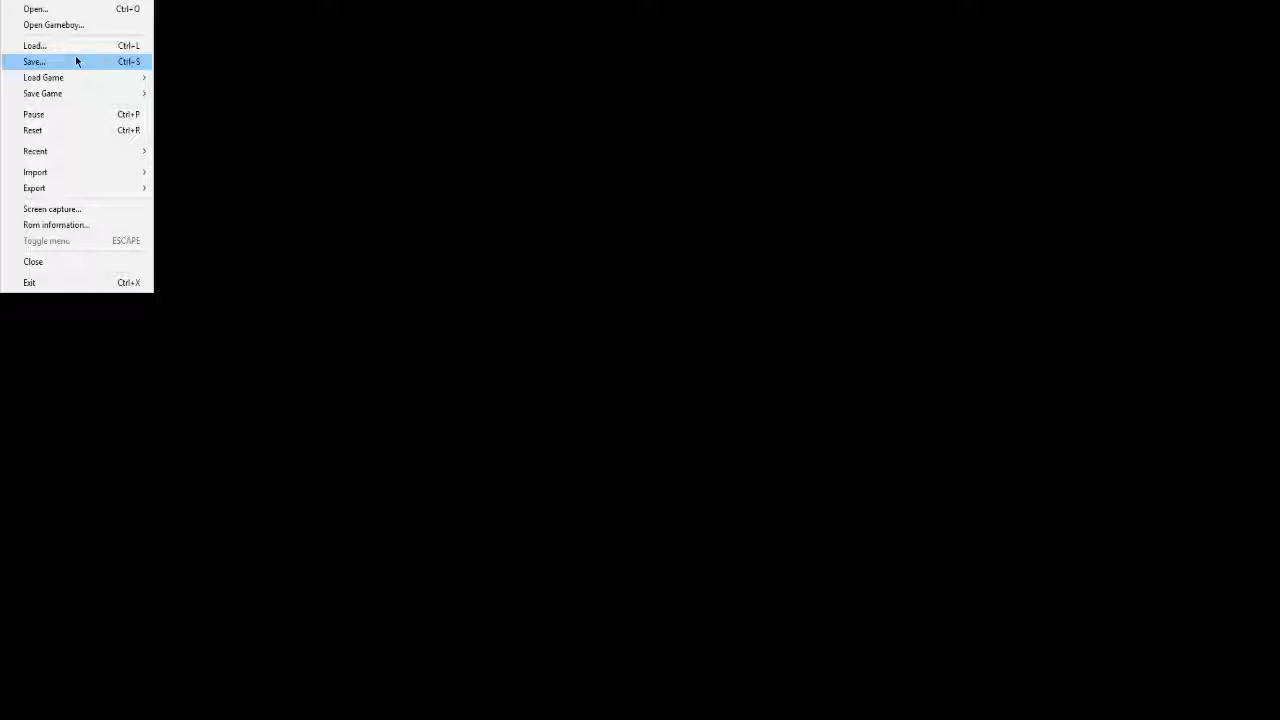 Open... Ctrl+O
Open Gameboy...
Load... Ctrl+L
Save... Ctrl+S
Load Game
Save Game
Pause Ctrl+P
Reset Ctrl+R
Recent
Import
Export
Screen capture...
Rom information...
Toggle menu ESCAPE
Close
Exit Ctrl+X